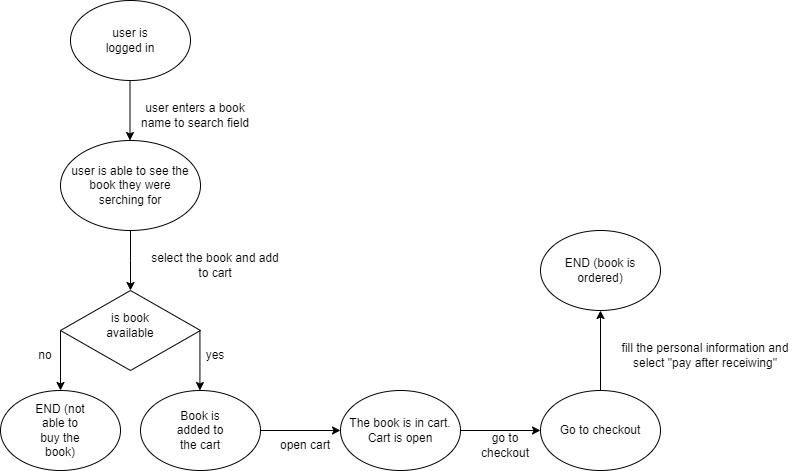 user is
logged in
user enters a book
name to search field
user is able to see the
book they were
serching for
select the book and add
to cart
is book
available
no
yes
END (not
able to
buy the
book)
Book is
added to
the cart
open cart
The book is in cart.
Cart is open
go to
checkout
Go to checkout
fill the personal information and
select "pay after receiwing"
END (book is
ordered)